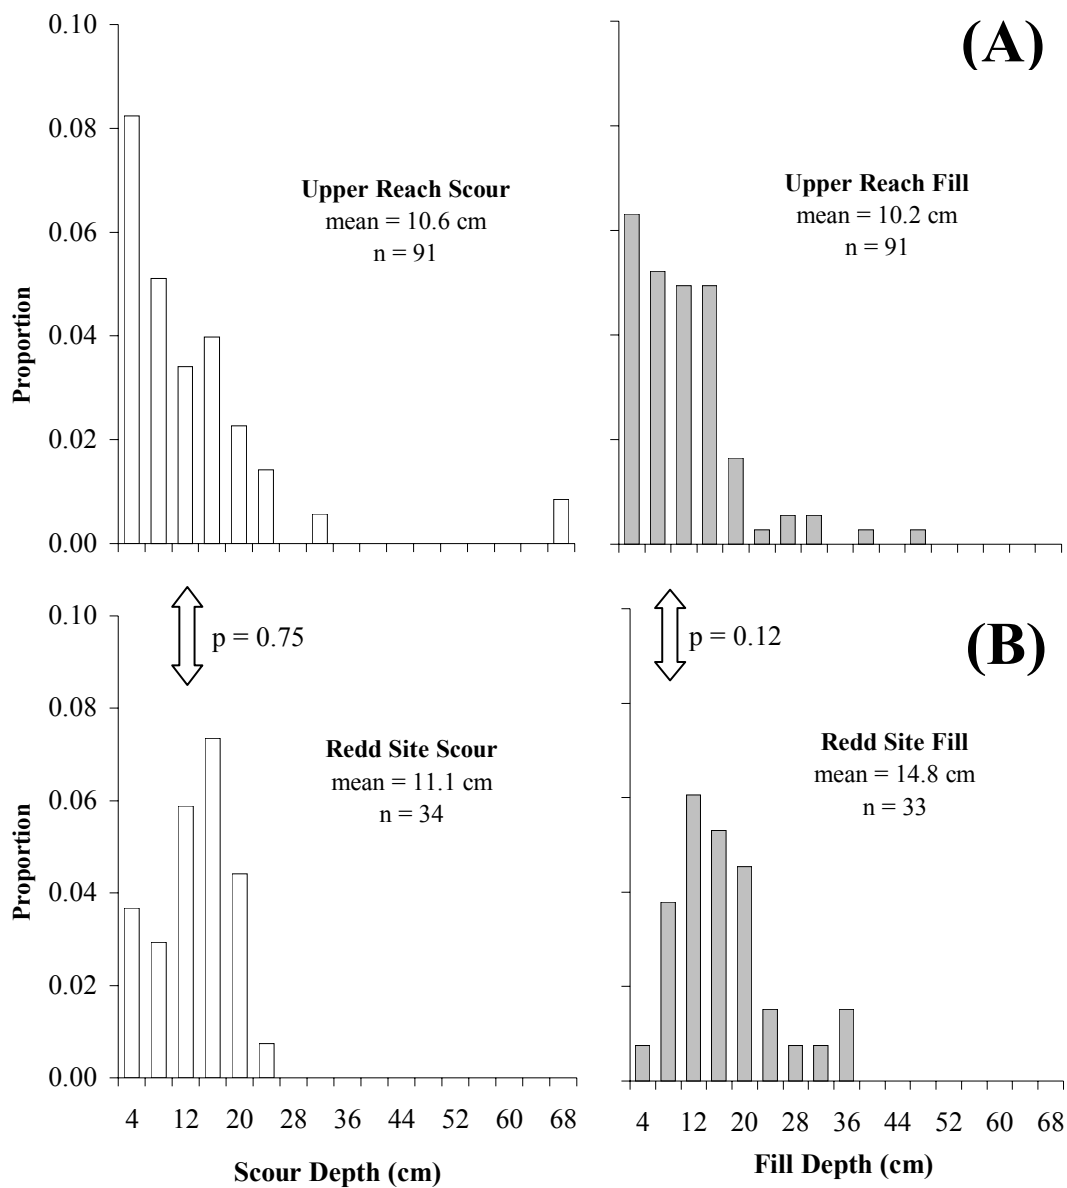 (A)
0.10
0.08
0.06
0.04
0.02
0.00
Proportion
Upper Reach Scour
mean = 10.6 cm
n = 91
Upper Reach Fill
mean = 10.2 cm
n = 91
p = 0.75
p = 0.12
(B)
0.10
0.08
0.06
0.04
0.02
0.00
Proportion
Redd Site Scour
mean = 11.1 cm
n = 34
Redd Site Fill
mean = 14.8 cm
n = 33
4 12 20 28 36 44 52 60 68
Scour Depth (cm)
4 12 20 28 36 44 52 60 68
Fill Depth (cm)